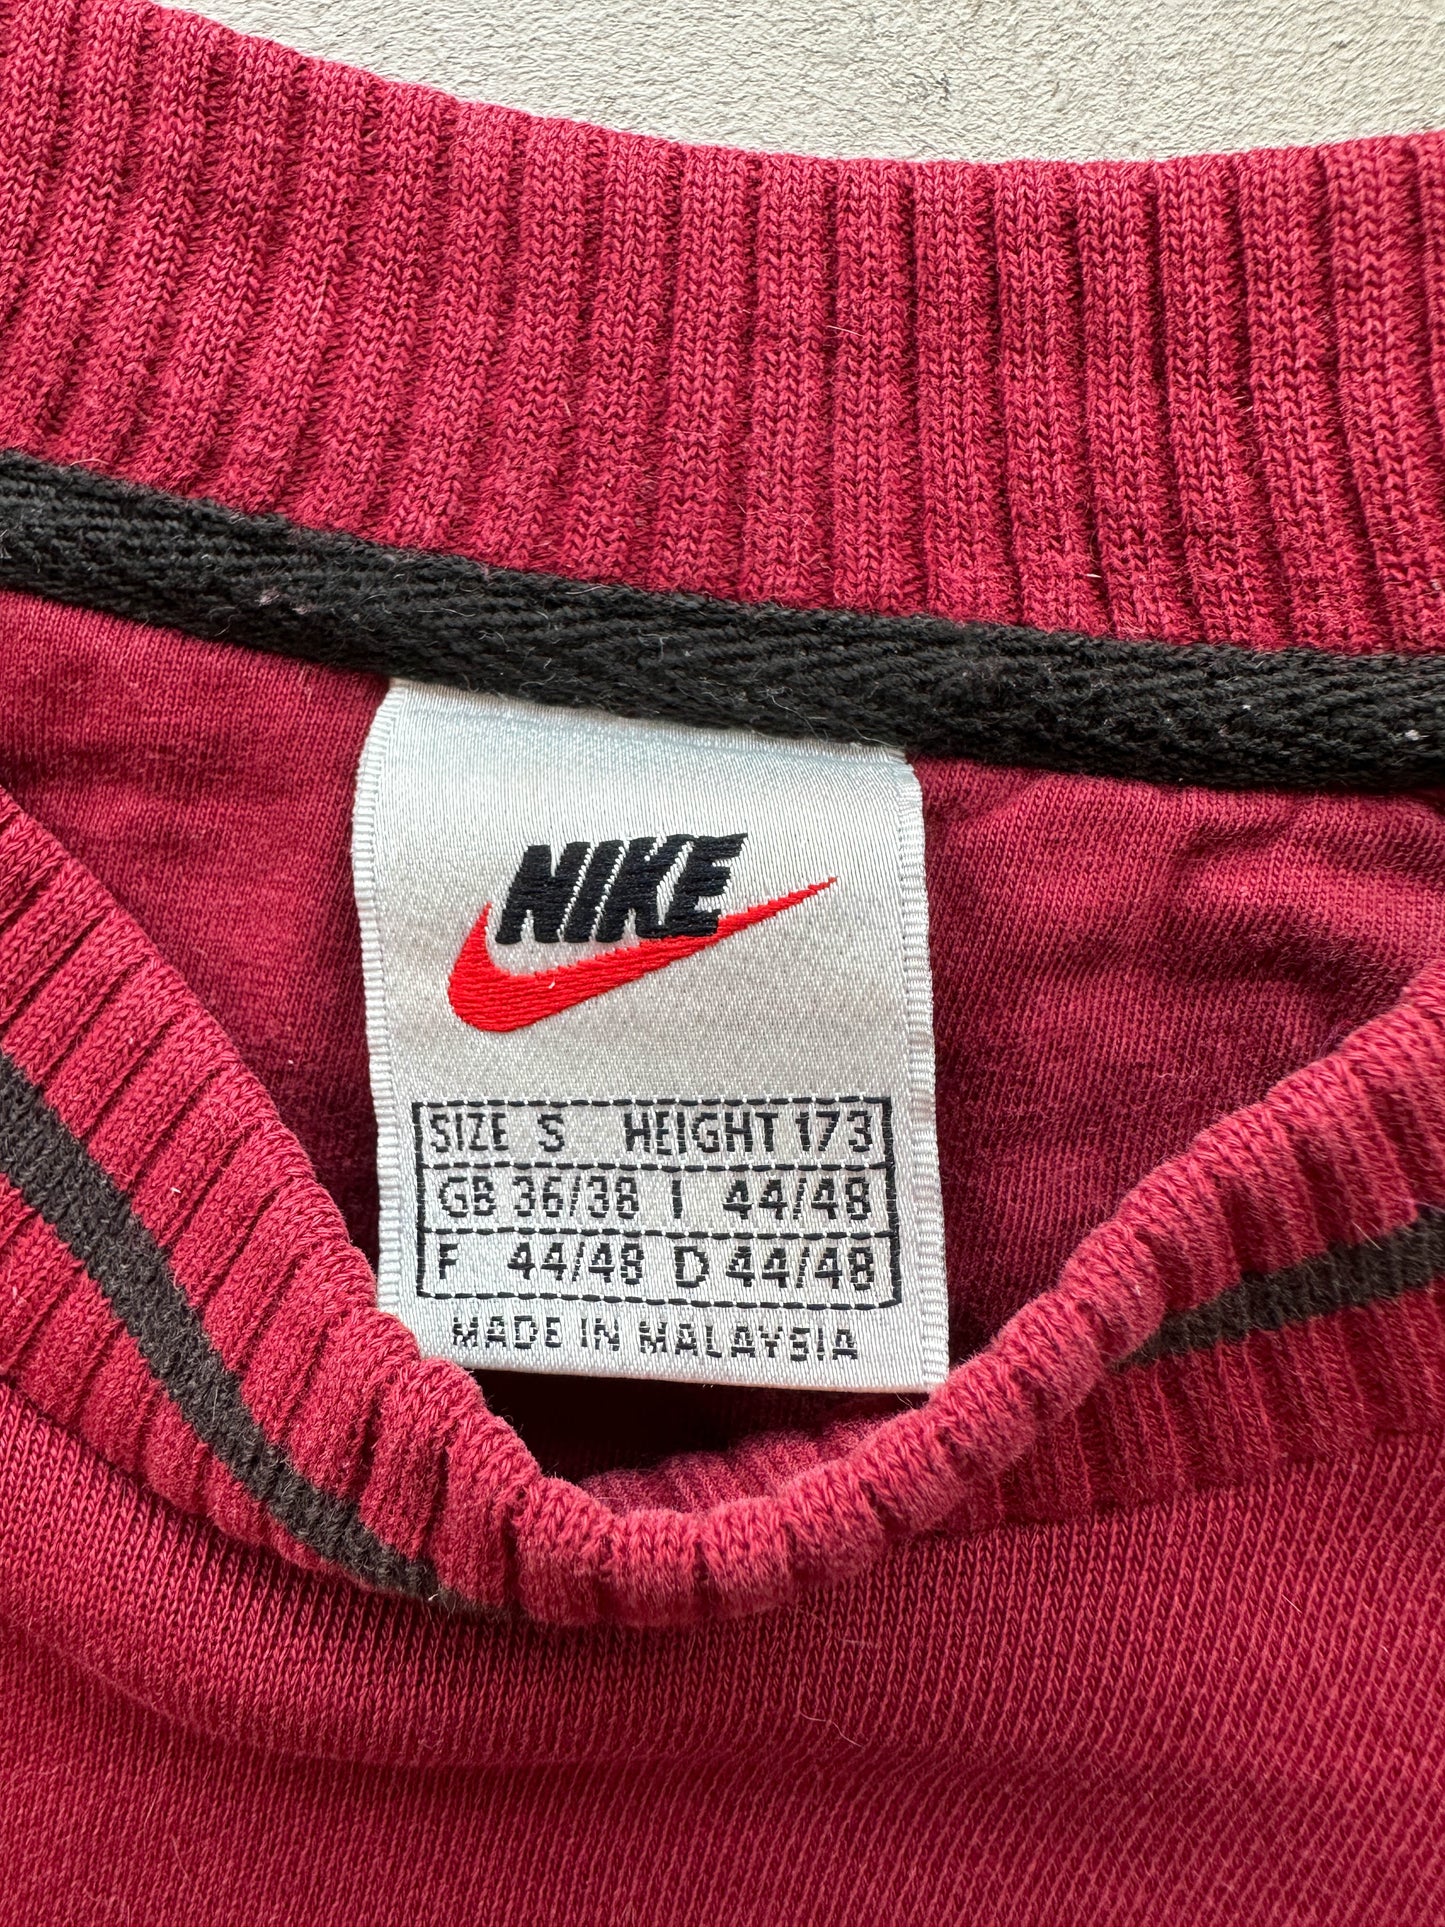 NIKE
SIZE S HEIGHT 173
GB 36/38 I 44/48
F 44/48 D 44/48
MADE IN MALAYSIA